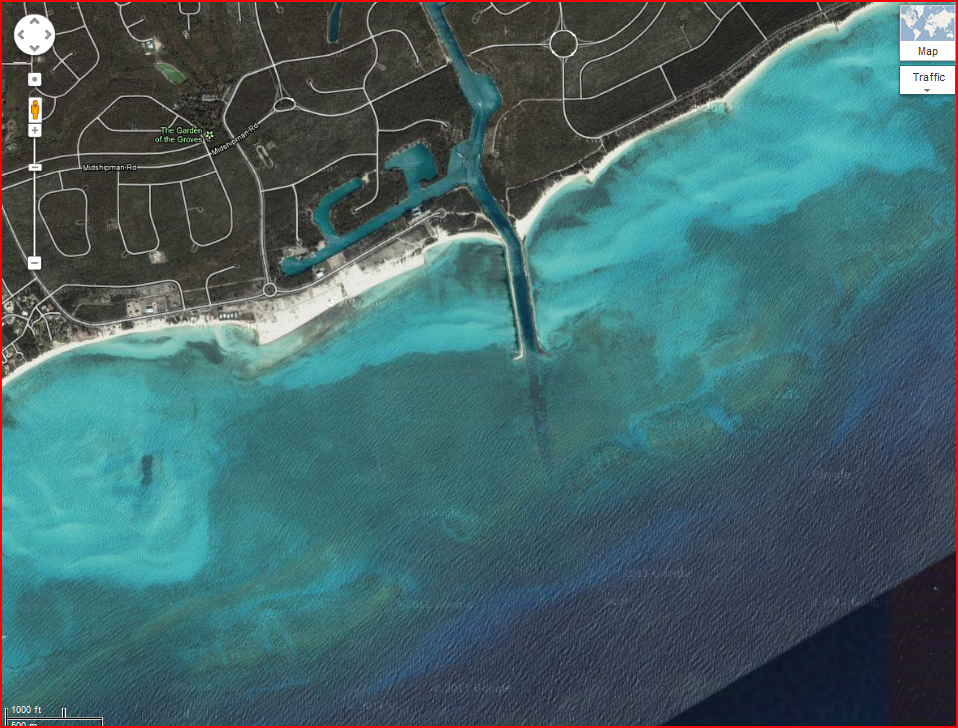 Map
Traffic
The Garden
of the Groves
Midshipman Rd
Midshipman Rd
1000 ft
500 m